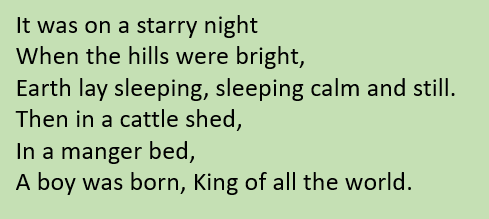 It was on a starry night
When the hills were bright,
Earth lay sleeping, sleeping calm and still.
Then in a cattle shed,
In a manger bed,
A boy was born, King of all the world.